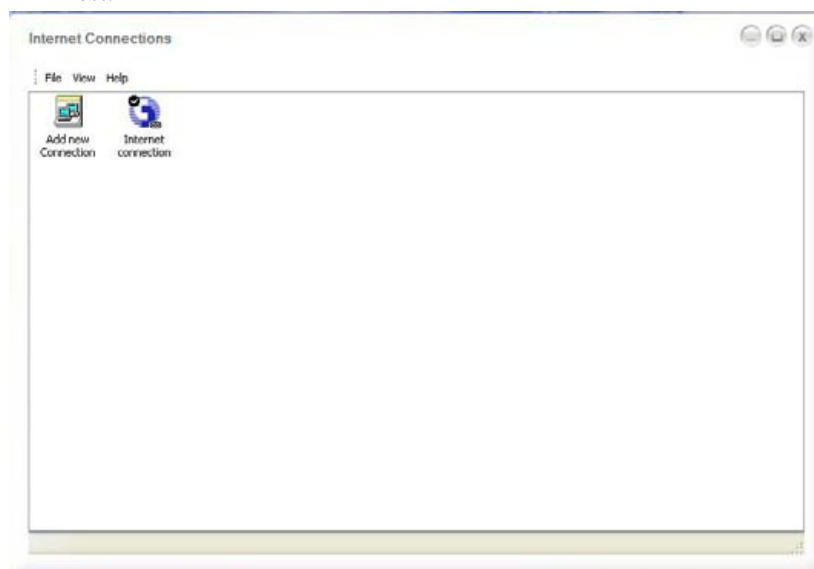 Internet Connections
File View Help
Add new Connection
Internet connection